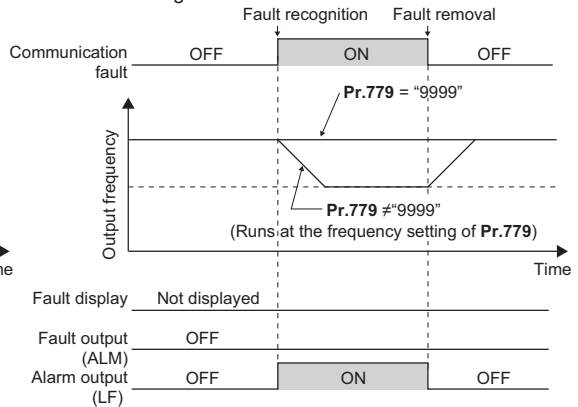 Fault recognition Fault removal
Communication fault OFF ON OFF
Pr.779 = "9999"
Output frequency
Pr.779 ≠"9999"
(Runs at the frequency setting of Pr.779)
Time
Fault display Not displayed
Fault output (ALM) OFF
Alarm output (LF) OFF ON OFF